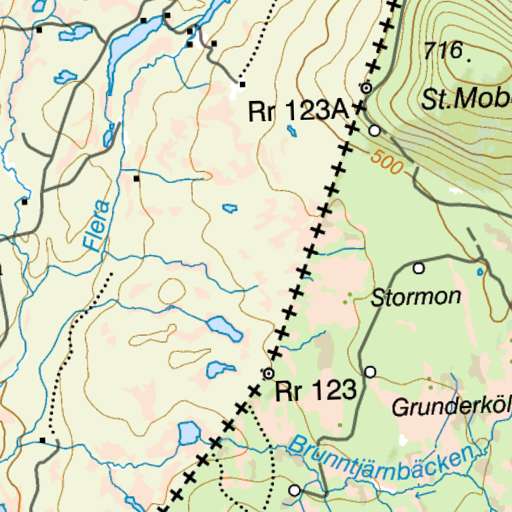 716
St.Mob
Rr 123A
500
Flera
Stormon
Rr 123
Grunderköl
Brunntjärnbäcken